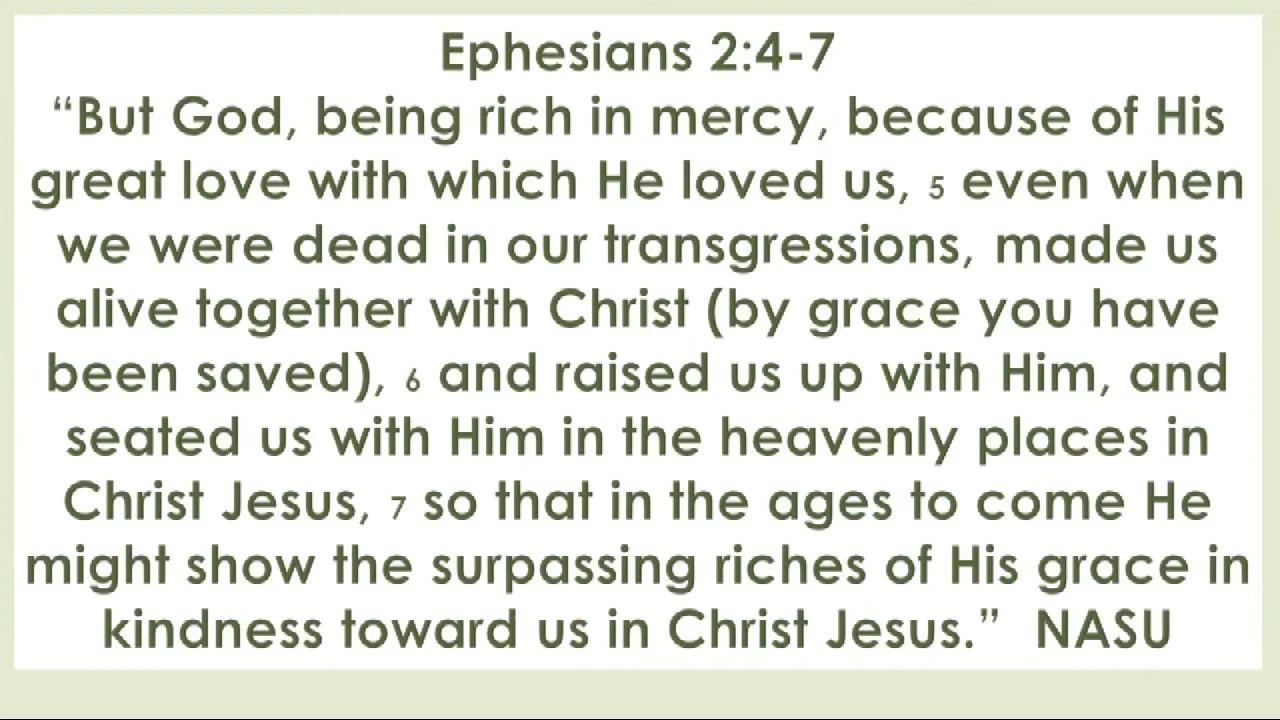 Ephesians 2:4-7
“But God, being rich in mercy, because of His
great love with which He loved us, 5 even when
we were dead in our transgressions, made us
alive together with Christ (by grace you have
been saved), 6 and raised us up with Him, and
seated us with Him in the heavenly places in
Christ Jesus, 7 so that in the ages to come He
might show the surpassing riches of His grace in
kindness toward us in Christ Jesus.”  NASU